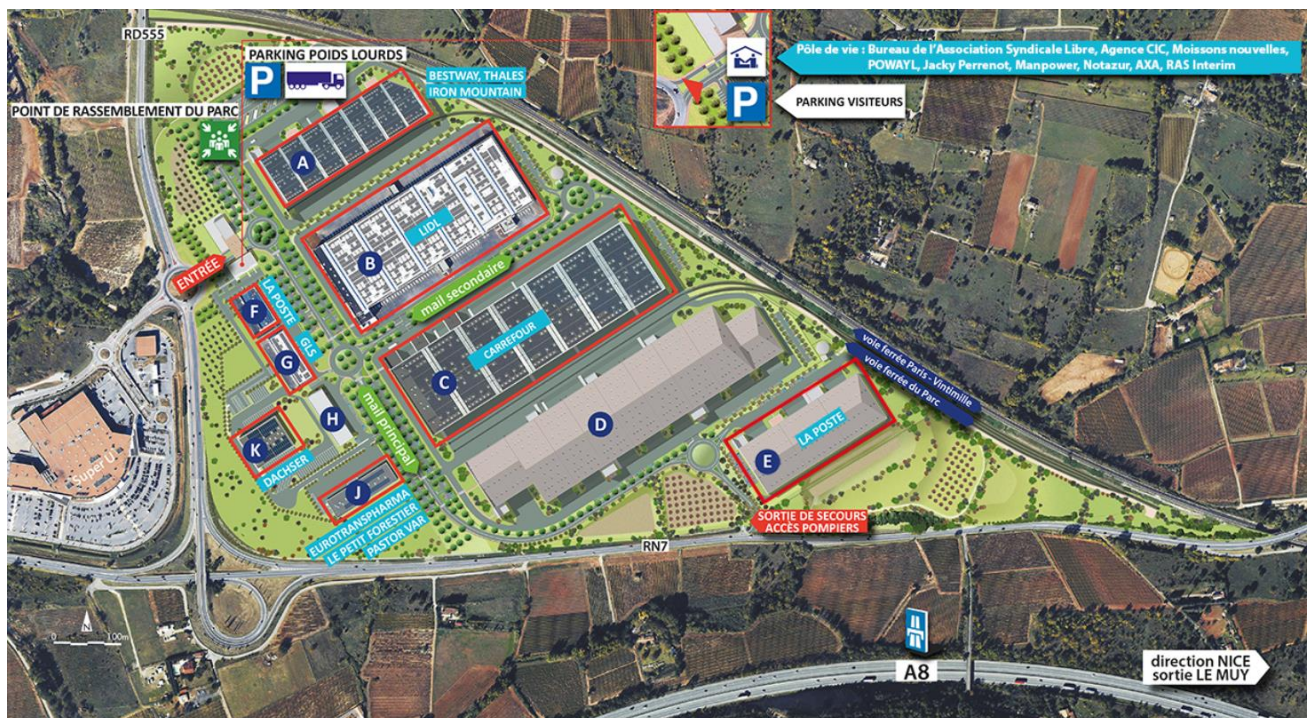 RD555
PARKING POIDS LOURDS
P
POINT DE RASSEMBLEMENT DU PARC
BESTWAY, THALES
IRON MOUNTAIN
Pôle de vie : Bureau de l'Association Syndicale Libre, Agence CIC, Moissons nouvelles,
POWAYL, Jacky Perrenot, Manpower, Notazur, AXA, RAS Interim
P
PARKING VISITEURS
A
LIDL
B
ENTRÉE
mail secondaire
LA POSTE
F
GLS
G
CARREFOUR
C
voie ferrée Paris - Vintimille
voie ferrée du Parc
H
mail principal
D
LA POSTE
E
K
DACHSER
Super U
J
EUROTRANSPHARMA
LE PETIT FORESTIER
PASTOR VAR
SORTIE DE SECOURS
ACCÈS POMPIERS
RN7
N
0 100m
A8
direction NICE
sortie LE MUY